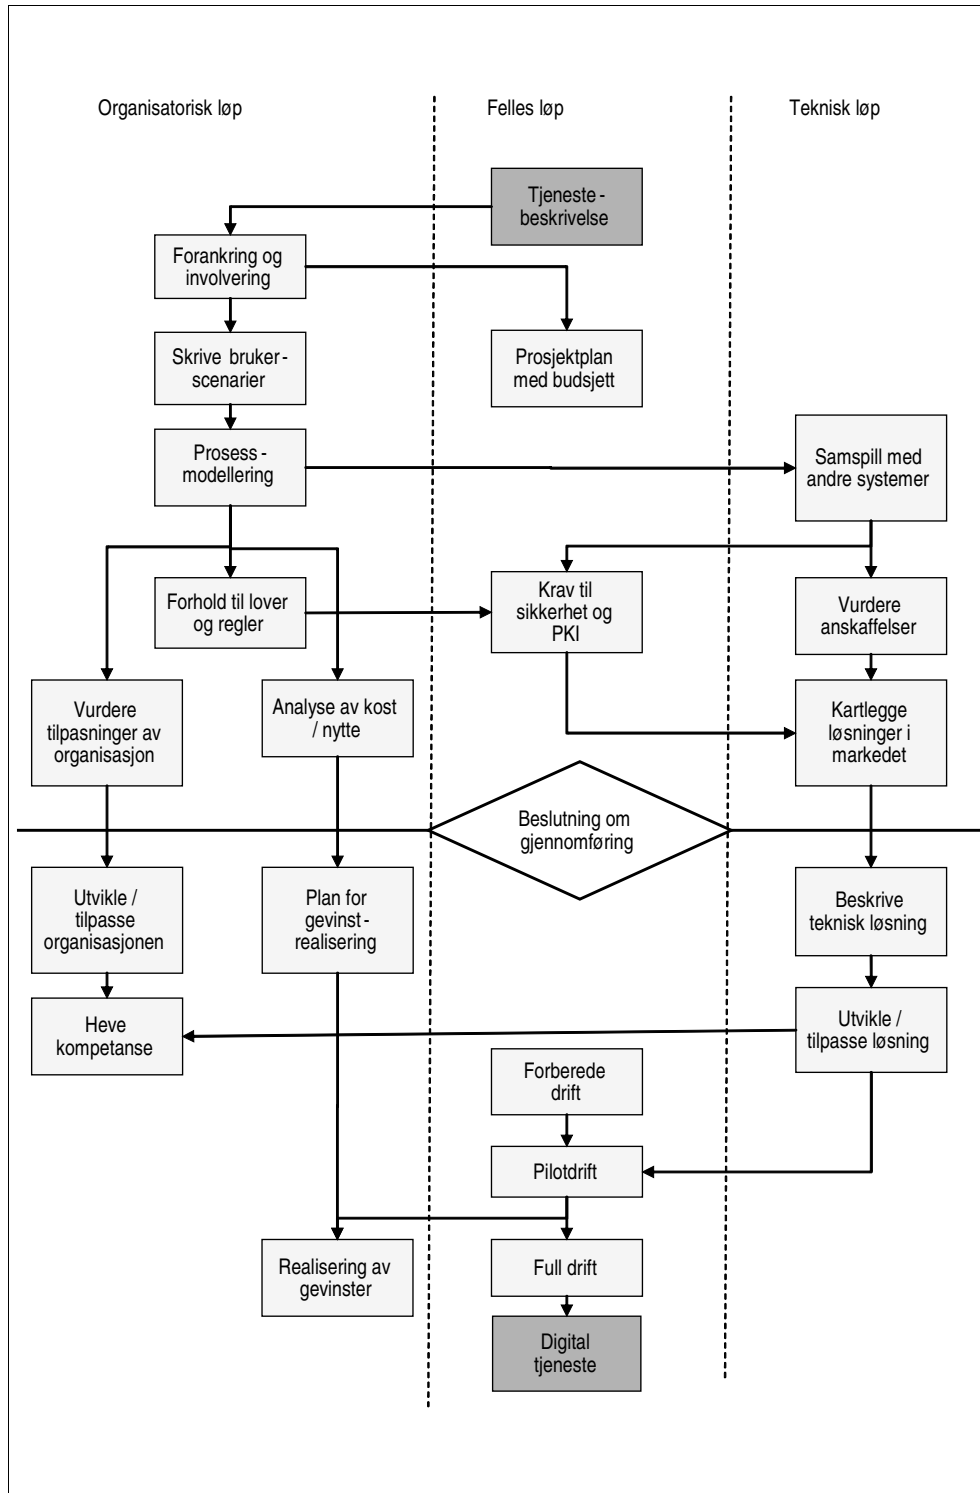 Organisatorisk løp
Felles løp
Teknisk løp
Tjeneste-
beskrivelse
Forankring og
involvering
Skrive bruker-
scenarier
Prosjektplan
med budsjett
Prosess-
modellering
Samspill med
andre systemer
Forhold til lover
og regler
Krav til
sikkerhet og
PKI
Vurdere
anskaffelser
Vurdere
tilpasninger av
organisasjon
Analyse av kost
/ nytte
Kartlegge
løsninger i
markedet
Beslutning om
gjennomføring
Utvikle /
tilpasse
organisasjonen
Plan for
gevinst-
realisering
Beskrive
teknisk løsning
Heve
kompetanse
Utvikle /
tilpasse løsning
Forberede
drift
Pilotdrift
Realisering av
gevinster
Full drift
Digital
tjeneste